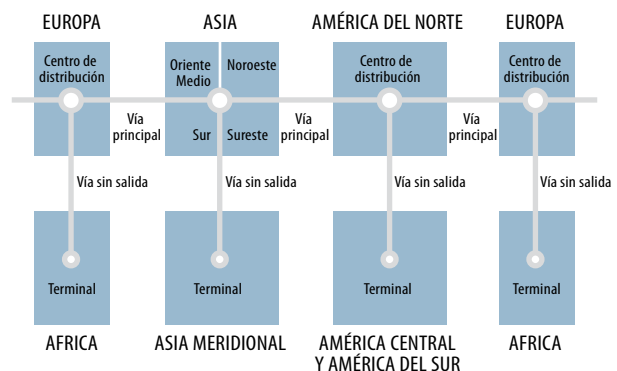 EUROPA
ASIA
AMÉRICA DEL NORTE
EUROPA
Centro de
distribución
Oriente
Medio
Noroeste
Centro de
distribución
Centro de
distribución
Vía
principal
Sur
Sureste
Vía
principal
Vía
principal
Vía sin salida
Vía sin salida
Vía sin salida
Vía sin salida
Terminal
Terminal
Terminal
Terminal
AFRICA
ASIA MERIDIONAL
AMÉRICA CENTRAL
Y AMÉRICA DEL SUR
AFRICA